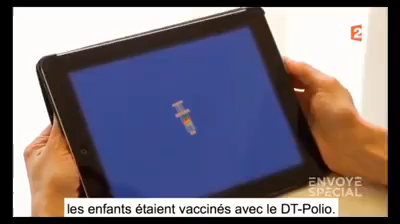 2
ENVOYÉ
SPÉCIAL
les enfants étaient vaccinés avec le DT-Polio.